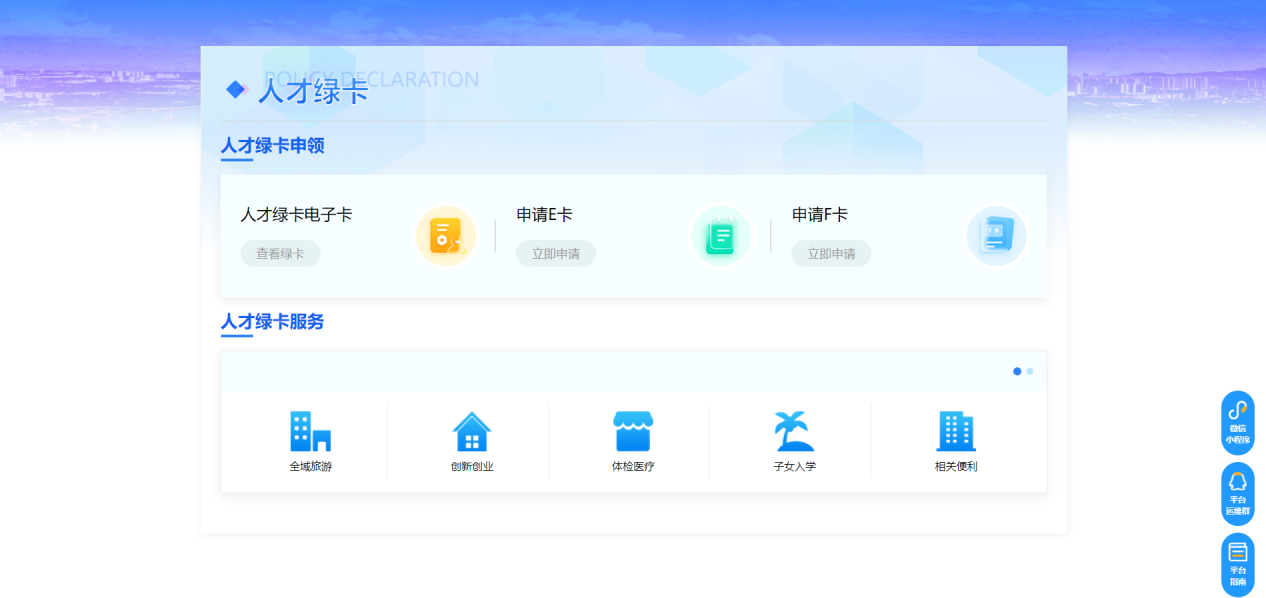 POLICY DECLARATION
人才绿卡
人才绿卡申领
人才绿卡电子卡
查看绿卡
申请E卡
立即申请
申请F卡
立即申请
人才绿卡服务
全域旅游
创新创业
体检医疗
子女入学
相关便利
微信
小程序
平台
运维群
平台
指南